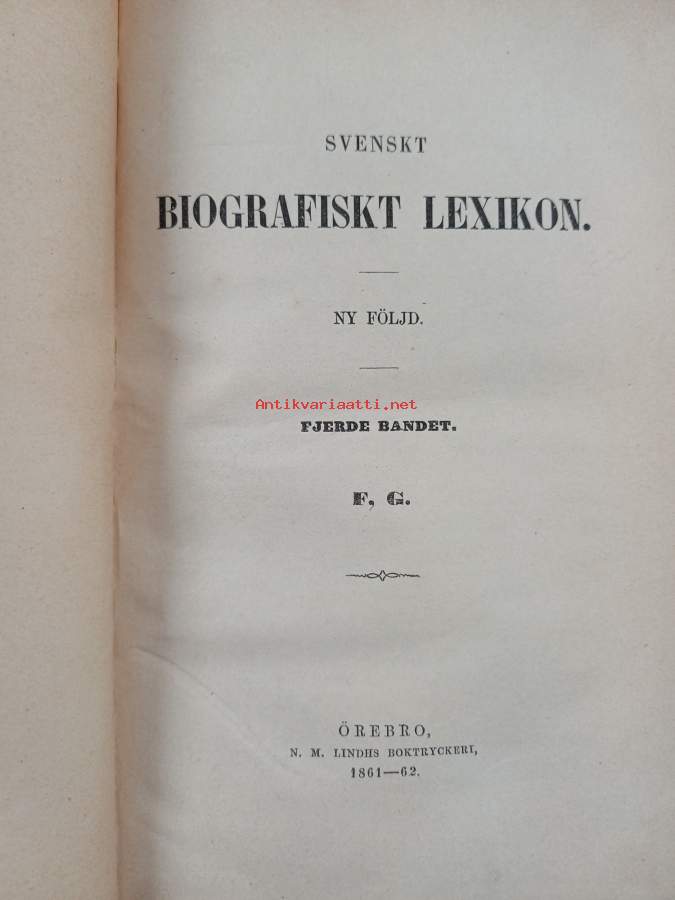 SVENSKT
BIOGRAFISKT LEXIKON.
NY FÖLJD.
Antikvariaatti.net
FJERDE BANDET.
F, G.
ÖREBRO,
N. M. LINDHS BOKTRYCKERI,
1861—62.